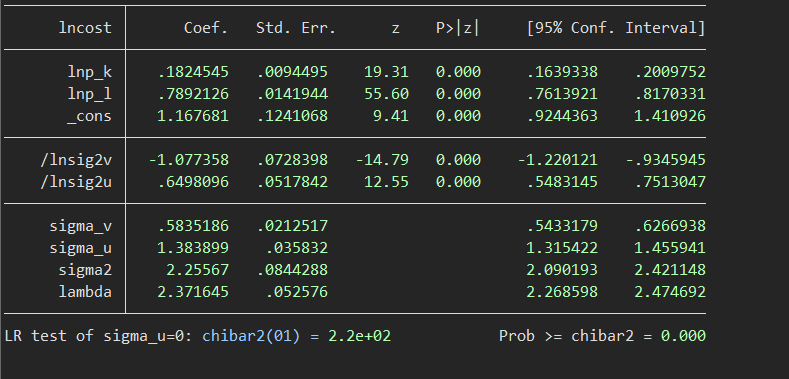 lncost Coef. Std. Err. z P>|z| [95% Conf. Interval]
lnp_k .1824545 .0094495 19.31 0.000 .1639338 .2009752
lnp_l .7892126 .0141944 55.60 0.000 .7613921 .8170331
_cons 1.167681 .1241068 9.41 0.000 .9244363 1.410926
/lnsig2v -1.077358 .0728398 -14.79 0.000 -1.220121 -.9345945
/lnsig2u .6498096 .0517842 12.55 0.000 .5483145 .7513047
sigma_v .5835186 .0212517 .5433179 .6266938
sigma_u 1.383899 .035832 1.315422 1.455941
sigma2 2.25567 .0844288 2.090193 2.421148
lambda 2.371645 .052576 2.268598 2.474692
LR test of sigma_u=0: chibar2(01) = 2.2e+02 Prob >= chibar2 = 0.000